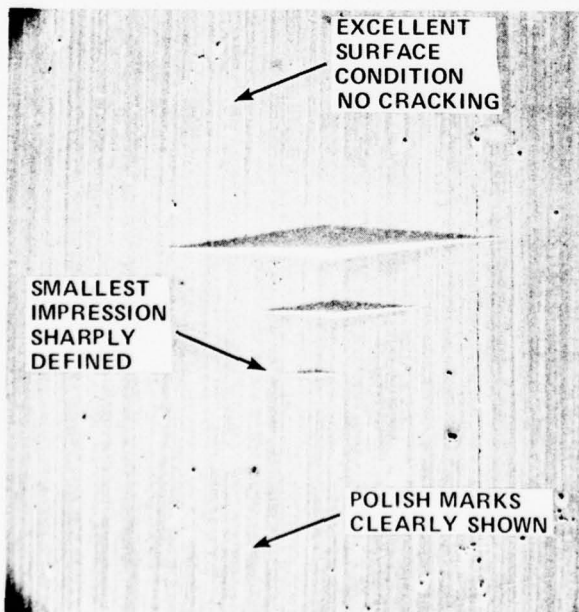 EXCELLENT
SURFACE
CONDITION
NO CRACKING
SMALLEST
IMPRESSION
SHARPLY
DEFINED
POLISH MARKS
CLEARLY SHOWN